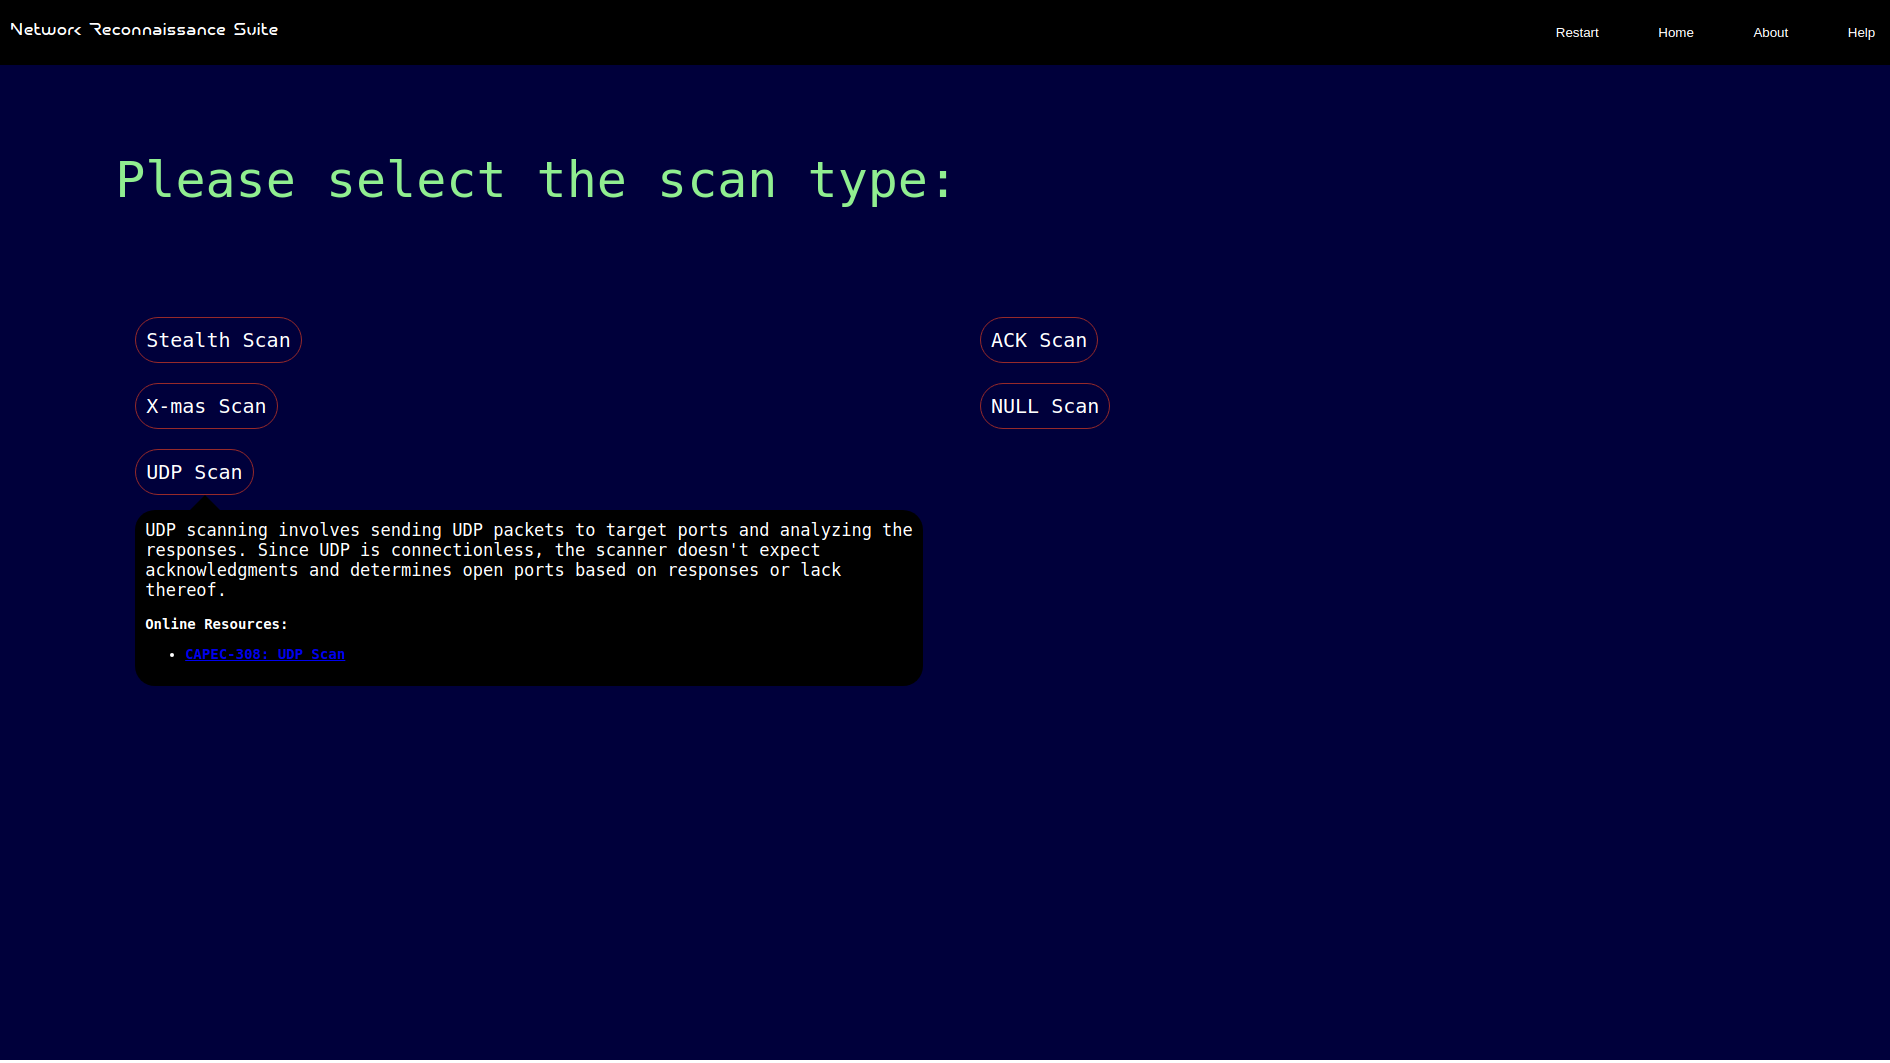 Network Reconnaissance Suite
Restart Home About Help
Please select the scan type:
Stealth Scan
ACK Scan
X-mas Scan
NULL Scan
UDP Scan
UDP scanning involves sending UDP packets to target ports and analyzing the
responses. Since UDP is connectionless, the scanner doesn't expect
acknowledgments and determines open ports based on responses or lack
thereof.
Online Resources:
• CAPEC-308: UDP Scan